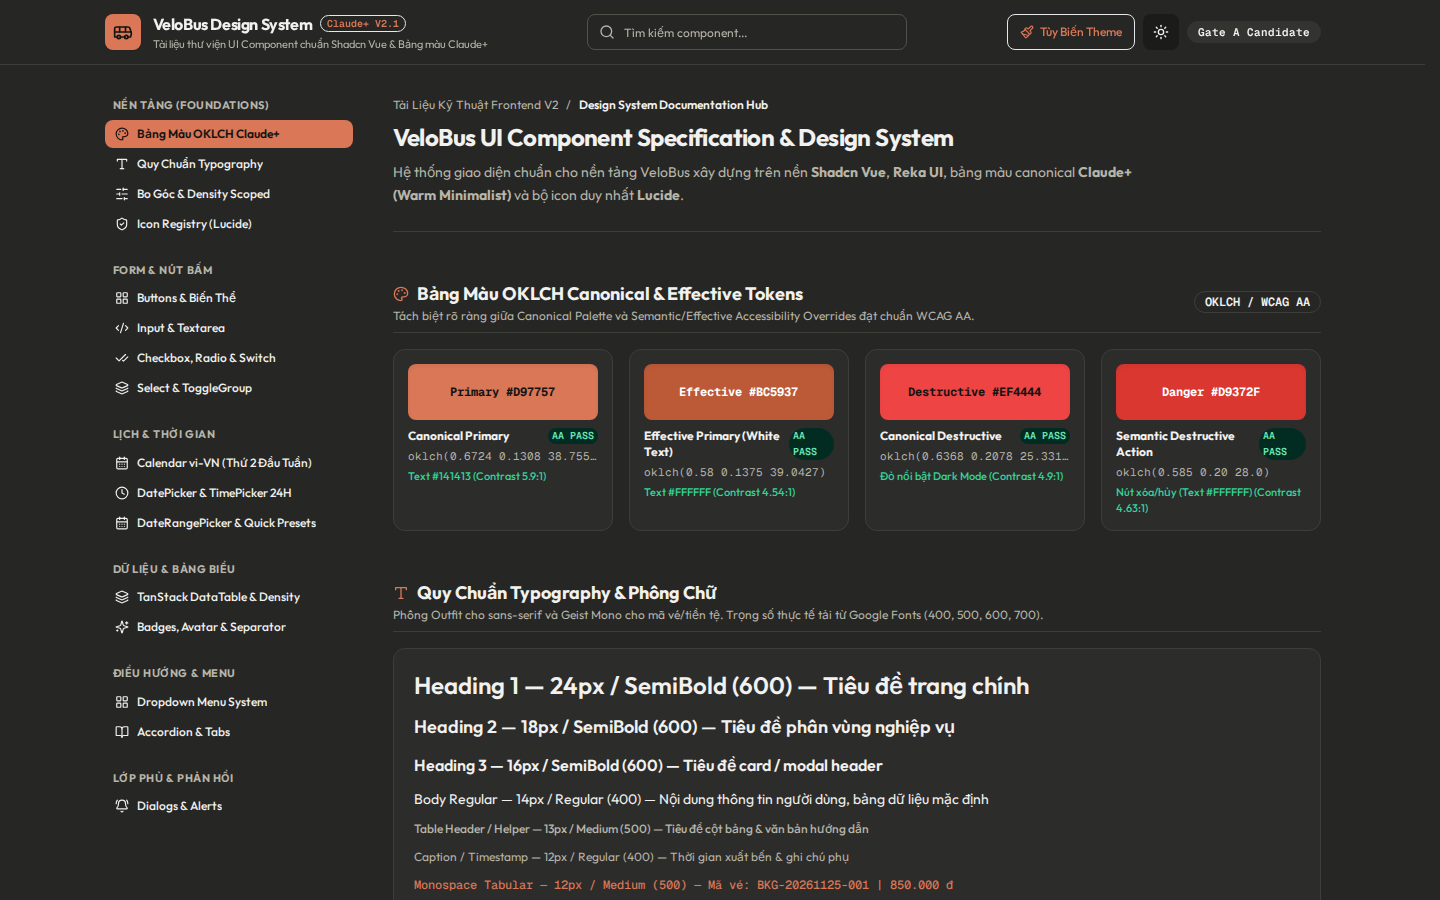 VeloBus Design System Claude+ V2.1
Tài liệu thư viện UI Component chuẩn Shadcn Vue & Bảng màu Claude+
Tìm kiếm component...
Tùy Biến Theme
Gate A Candidate
NỀN TẢNG (FOUNDATIONS)
Bảng Màu OKLCH Claude+
Quy Chuẩn Typography
Bo Góc & Density Scoped
Icon Registry (Lucide)
FORM & NÚT BẤM
Buttons & Biến Thể
Input & Textarea
Checkbox, Radio & Switch
Select & ToggleGroup
LỊCH & THỜI GIAN
Calendar vi-VN (Thứ 2 Đầu Tuần)
DatePicker & TimePicker 24H
DateRangePicker & Quick Presets
DỮ LIỆU & BẢNG BIỂU
TanStack DataTable & Density
Badges, Avatar & Separator
ĐIỀU HƯỚNG & MENU
Dropdown Menu System
Accordion & Tabs
LỚP PHỦ & PHẢN HỒI
Dialogs & Alerts
Tài Liệu Kỹ Thuật Frontend V2 / Design System Documentation Hub
VeloBus UI Component Specification & Design System
Hệ thống giao diện chuẩn cho nền tảng VeloBus xây dựng trên nền Shadcn Vue, Reka UI, bảng màu canonical Claude+
(Warm Minimalist) và bộ icon duy nhất Lucide.
Bảng Màu OKLCH Canonical & Effective Tokens
Tách biệt rõ ràng giữa Canonical Palette và Semantic/Effective Accessibility Overrides đạt chuẩn WCAG AA.
OKLCH / WCAG AA
Primary #D97757
Canonical Primary AA PASS
oklch(0.6724 0.1308 38.755…
Text #141413 (Contrast 5.9:1)
Effective #BC5937
Effective Primary (White
Text)
AA
PASS
oklch(0.58 0.1375 39.0427)
Text #FFFFFF (Contrast 4.54:1)
Destructive #EF4444
Canonical Destructive AA PASS
oklch(0.6368 0.2078 25.331…
Đỏ nổi bật Dark Mode (Contrast 4.9:1)
Danger #D9372F
Semantic Destructive
Action
AA
PASS
oklch(0.585 0.20 28.0)
Nút xóa/hủy (Text #FFFFFF) (Contrast
4.63:1)
Quy Chuẩn Typography & Phông Chữ
Phông Outfit cho sans-serif và Geist Mono cho mã vé/tiền tệ. Trọng số thực tế tải từ Google Fonts (400, 500, 600, 700).
Heading 1 — 24px / SemiBold (600) — Tiêu đề trang chính
Heading 2 — 18px / SemiBold (600) — Tiêu đề phân vùng nghiệp vụ
Heading 3 — 16px / SemiBold (600) — Tiêu đề card / modal header
Body Regular — 14px / Regular (400) — Nội dung thông tin người dùng, bảng dữ liệu mặc định
Table Header / Helper — 13px / Medium (500) — Tiêu đề cột bảng & văn bản hướng dẫn
Caption / Timestamp — 12px / Regular (400) — Thời gian xuất bến & ghi chú phụ
Monospace Tabular — 12px / Medium (500) — Mã vé: BKG-20261125-001 | 850.000 đ